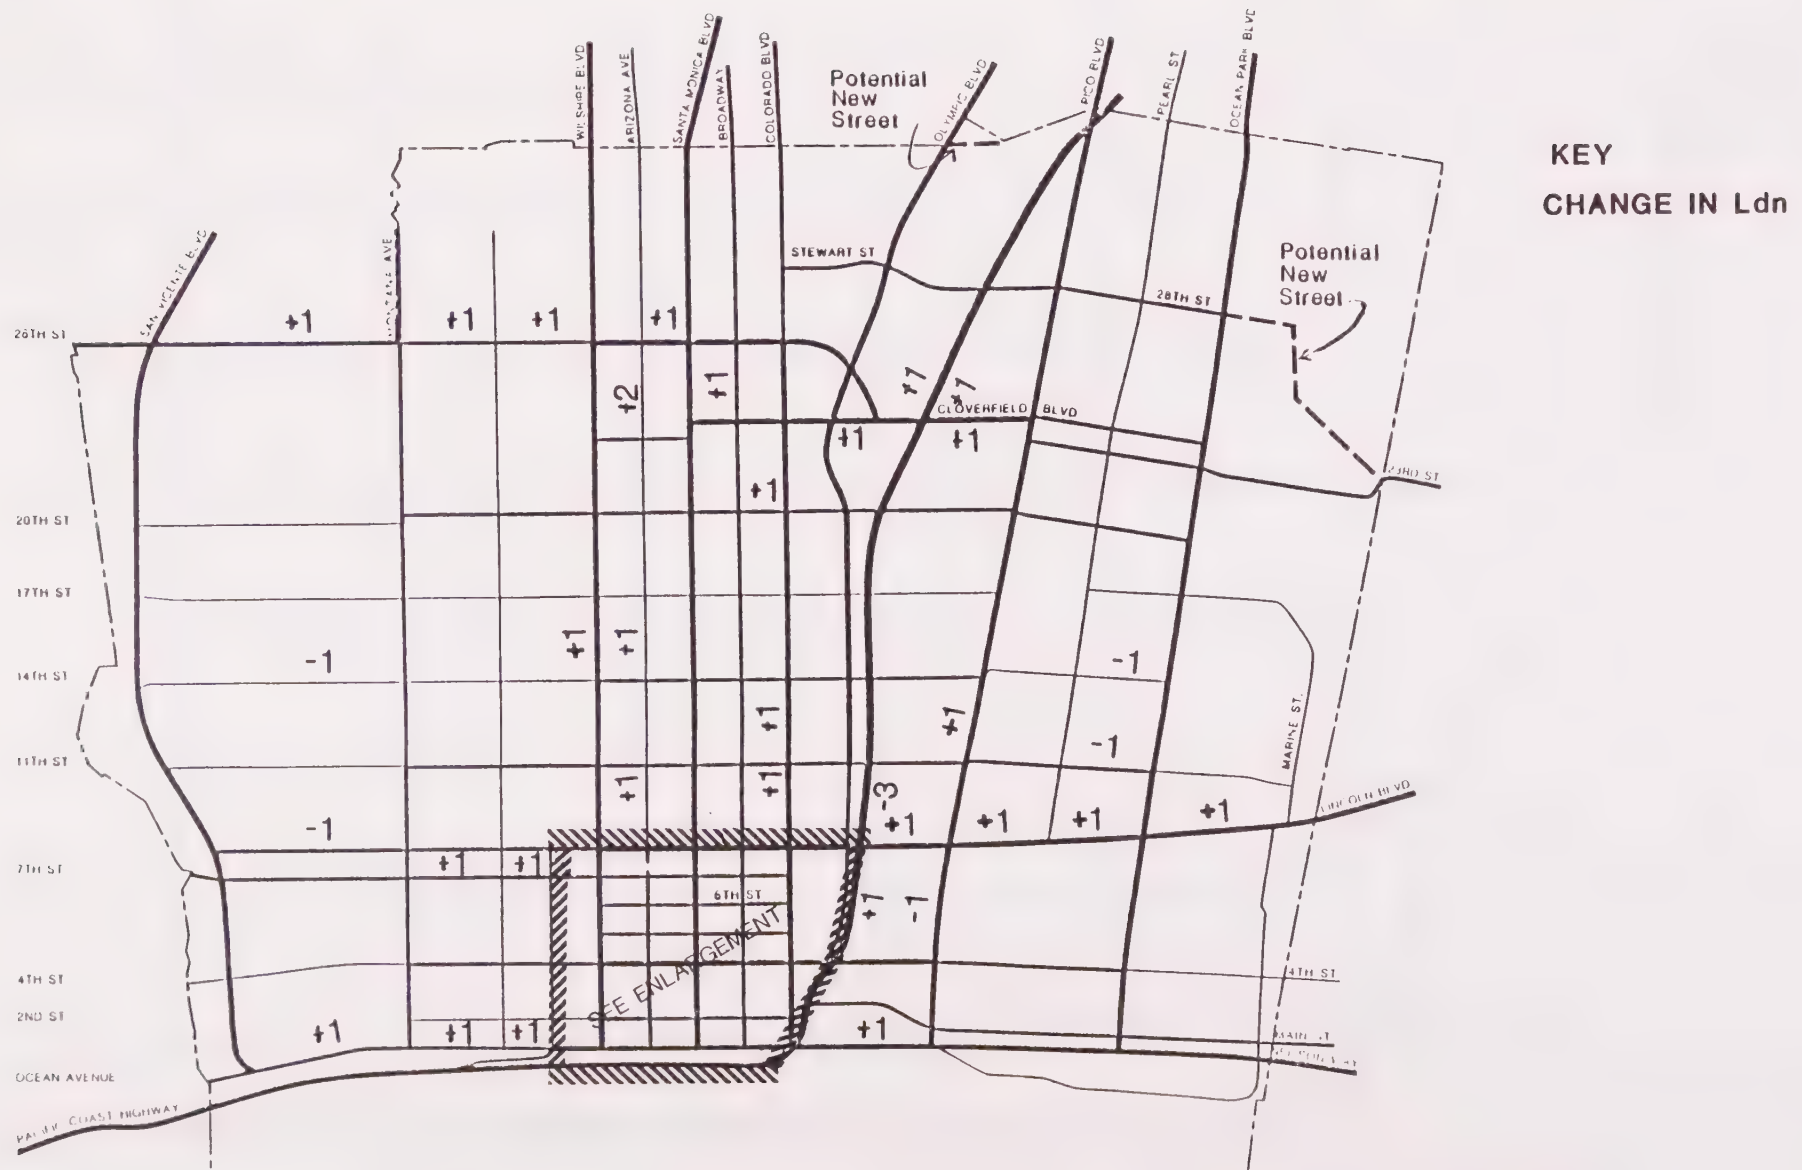 WILSHIRE BLVD
ARIZONA AVE
SANTA MONICA BLVD
BROADWAY
COLORADO BLVD
Potential
New
Street
OLYMPIC BLVD
PICO BLVD
PEARL ST
OCEAN PARK BLVD
KEY
CHANGE IN Ldn
SAN VICENTE BLVD
MONTANA AVE
STEWART ST
28TH ST
Potential
New
Street
26TH ST
+1
+1
+1
+1
+2
+1
+1
+1
CLOVERFIELD BLVD
+1
+1
23RD ST
+1
20TH ST
17TH ST
+1
+1
-1
-1
14TH ST
+1
+1
-1
MARINE ST.
11TH ST
+1
+1
-3
-1
+1
+1
+1
+1
LINCOLN BLVD
7TH ST
+1
+1
6TH ST
+1
-1
SEE ENLARGEMENT
4TH ST
4TH ST
2ND ST
+1
+1
+1
+1
MAIN ST
OCEAN AVENUE
PACIFIC COAST HIGHWAY